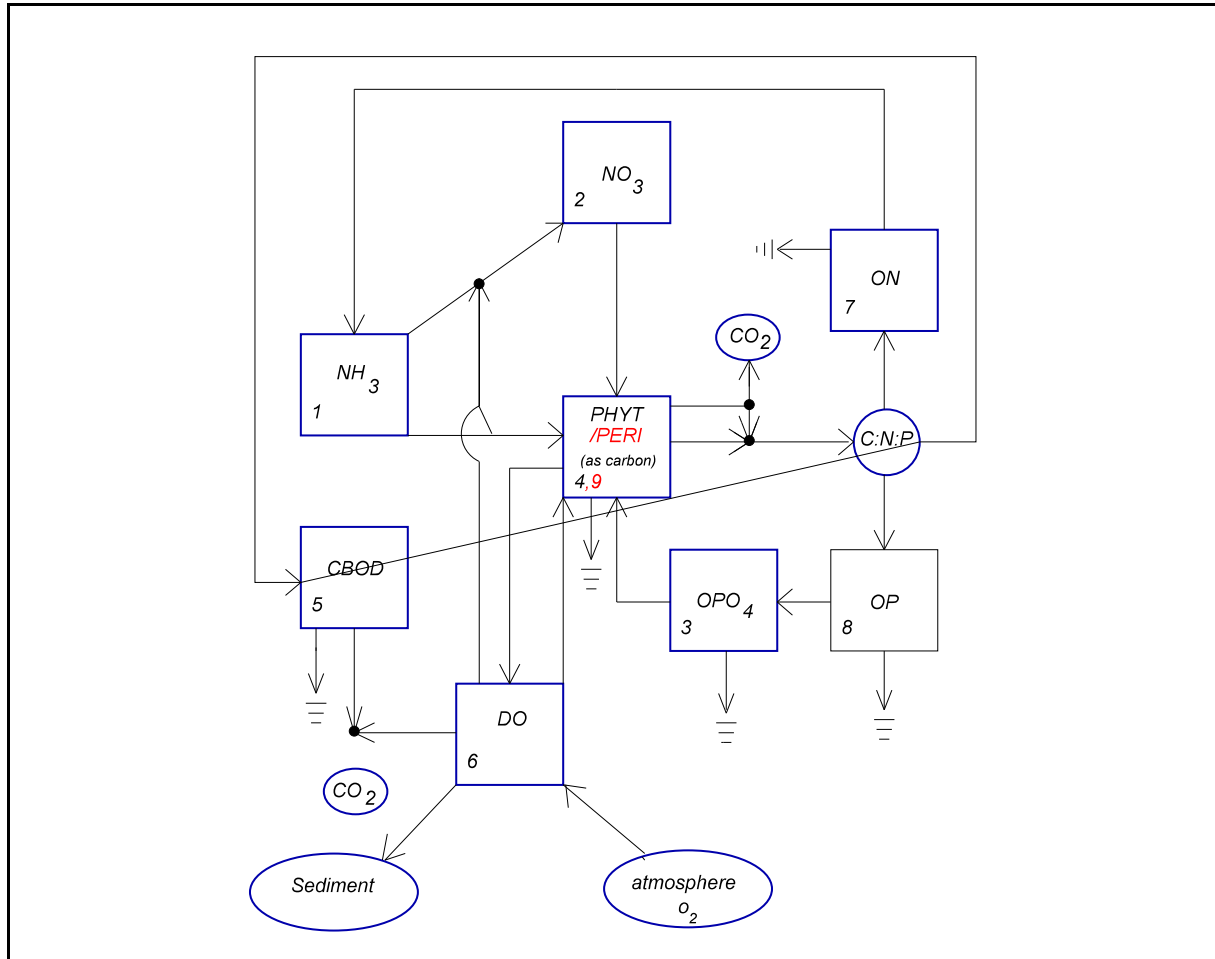 NO3
2
ON
7
CO2
NH3
1
PHYT
/PERI
(as carbon)
4,9
C:N:P
CBOD
5
OPO4
3
OP
8
DO
6
CO2
Sediment
atmosphere
o2